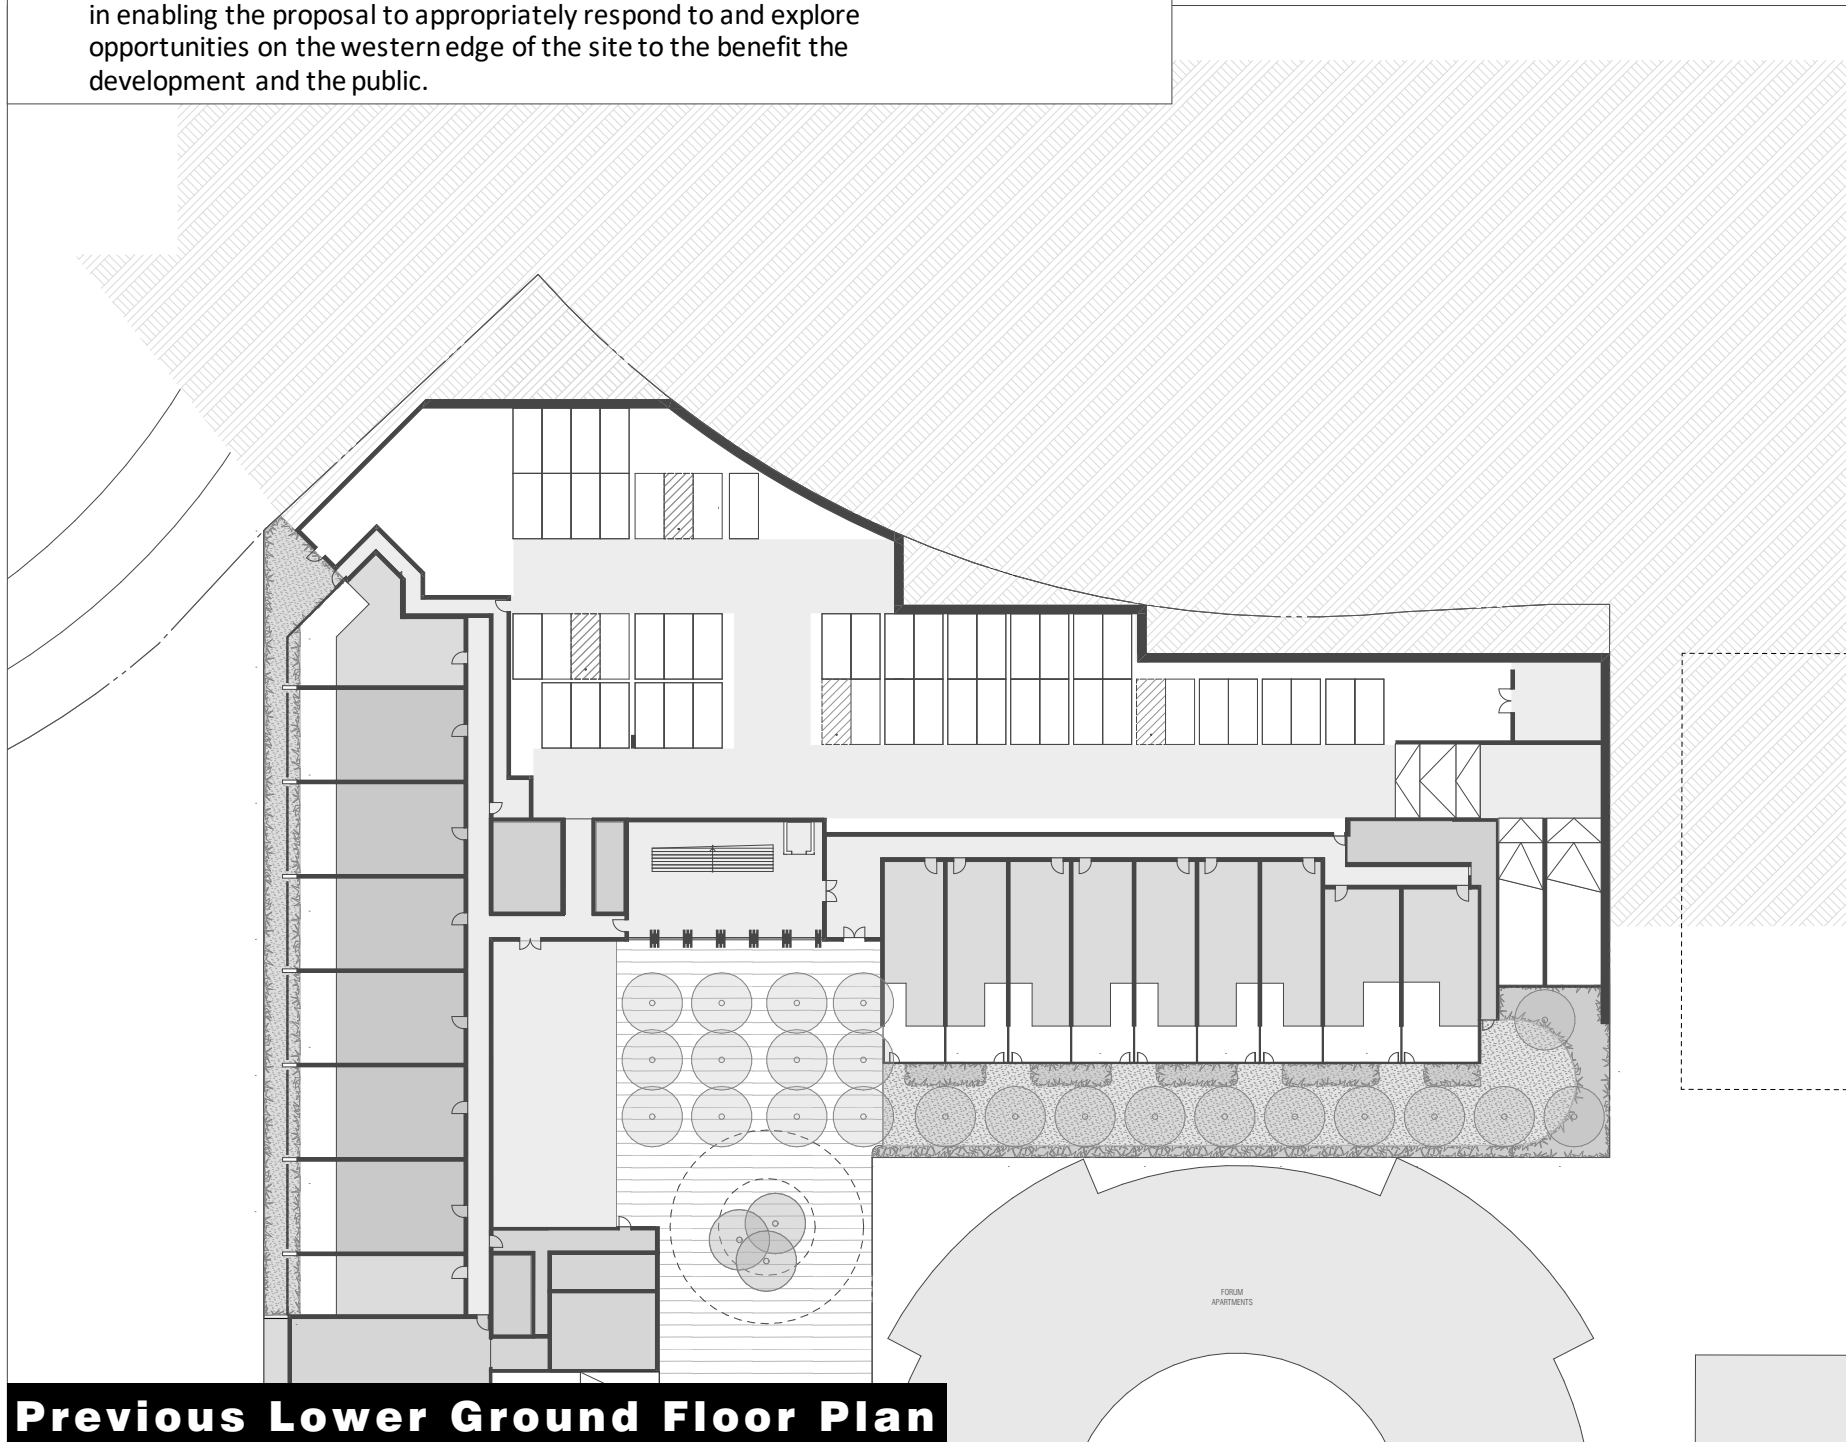 in enabling the proposal to appropriately respond to and explore
opportunities on the western edge of the site to the benefit the
development and the public.
FORUM
APARTMENTS
Previous Lower Ground Floor Plan